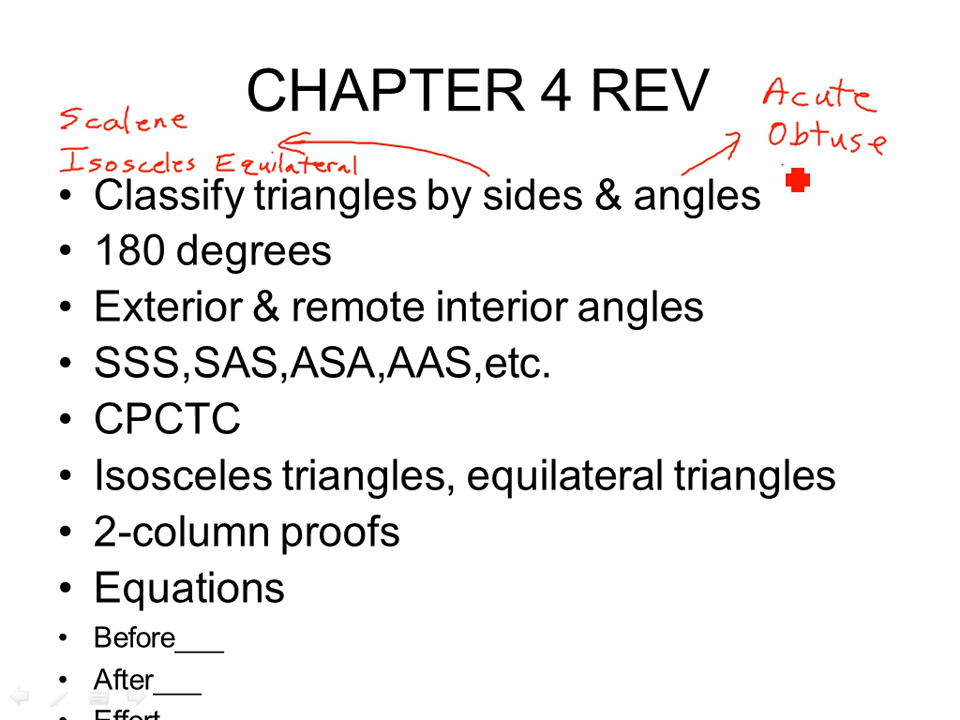 CHAPTER 4 REV
Acute
Scalene
Obtuse
Isosceles Equilateral
• Classify triangles by sides & angles
• 180 degrees
• Exterior & remote interior angles
• SSS,SAS,ASA,AAS,etc.
• CPCTC
• Isosceles triangles, equilateral triangles
• 2-column proofs
• Equations
• Before___
• After___
• Effort